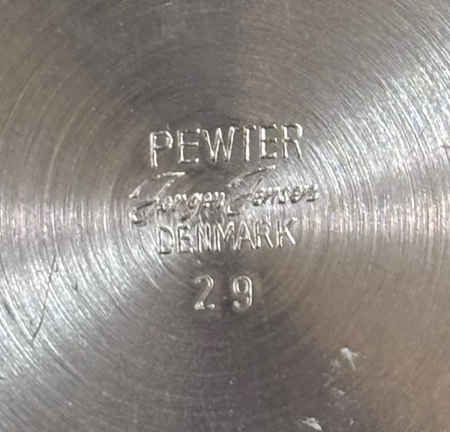 PEWTER
Jorgen Jensen
DENMARK
29